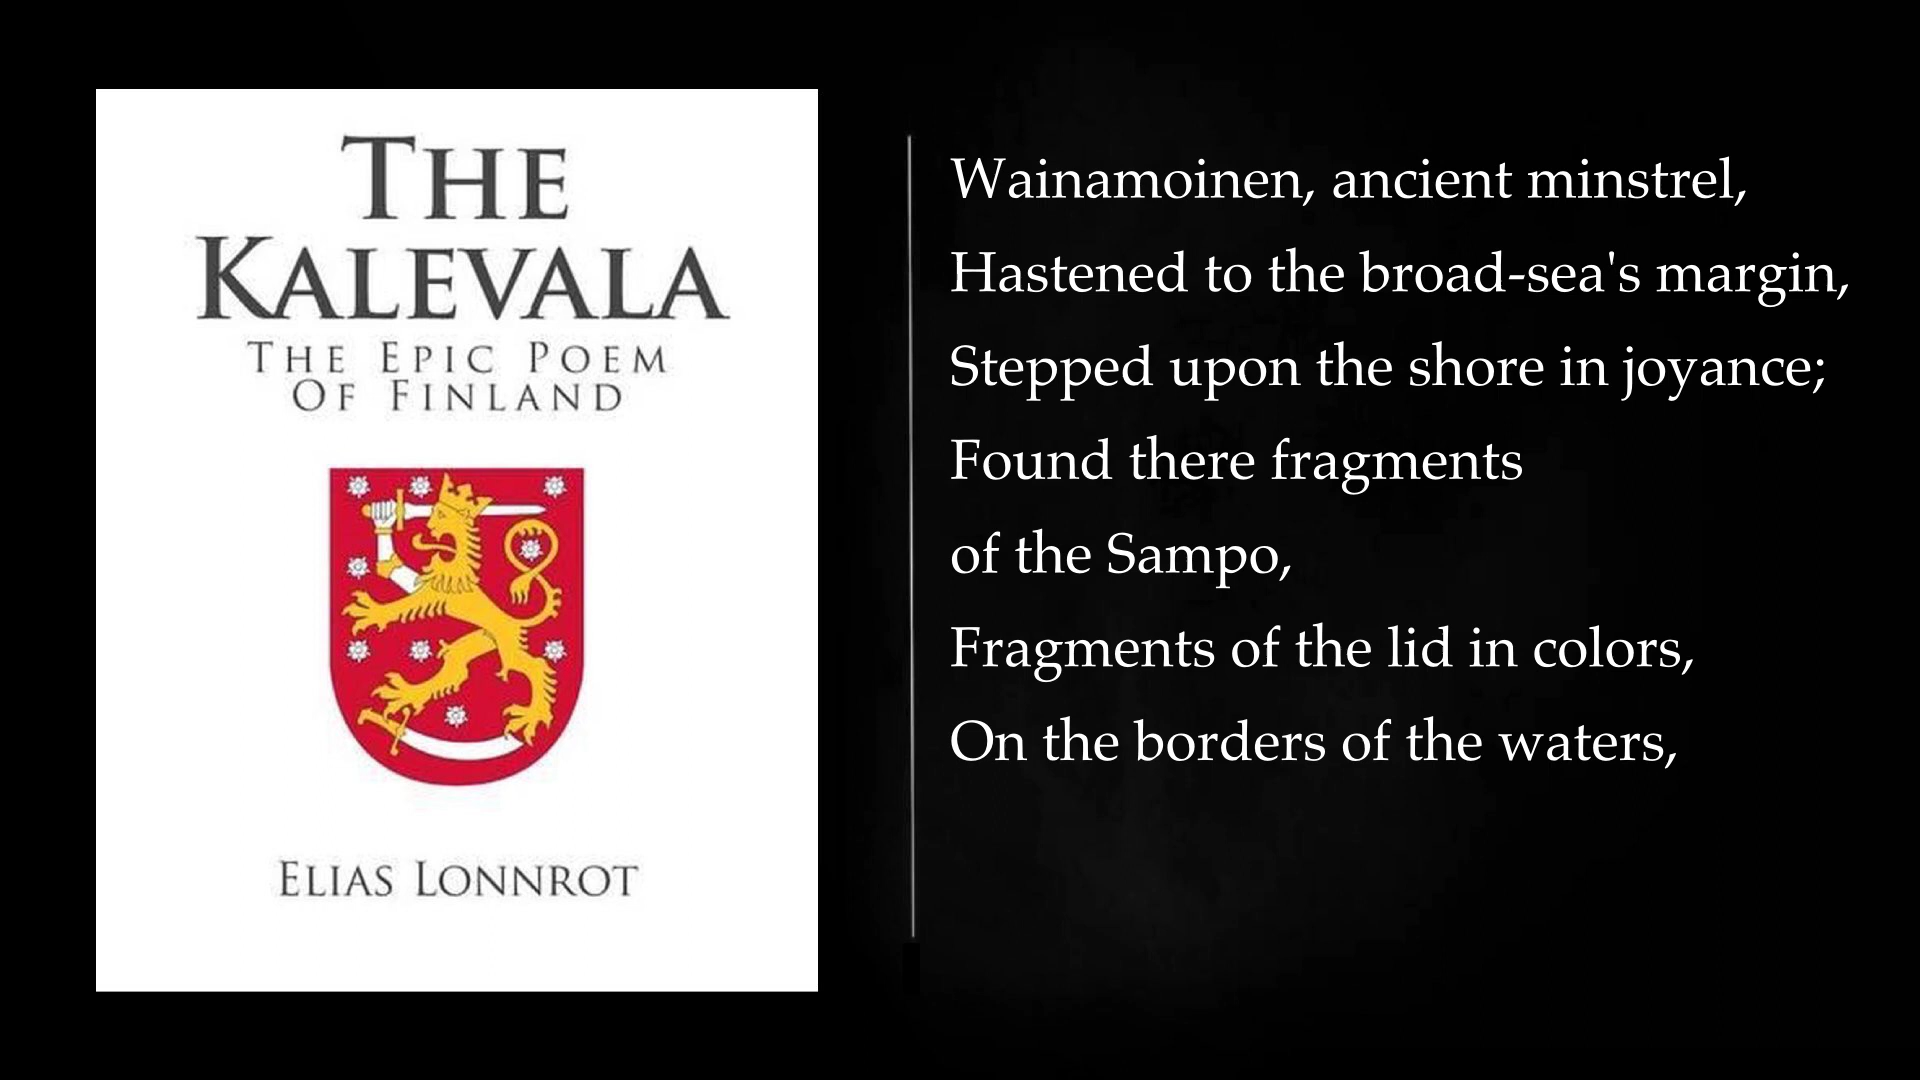 THE
KALEVALA
THE EPIC POEM
OF FINLAND
ELIAS LONNROT
Wainamoinen, ancient minstrel,
Hastened to the broad-sea's margin,
Stepped upon the shore in joyance;
Found there fragments
of the Sampo,
Fragments of the lid in colors,
On the borders of the waters,